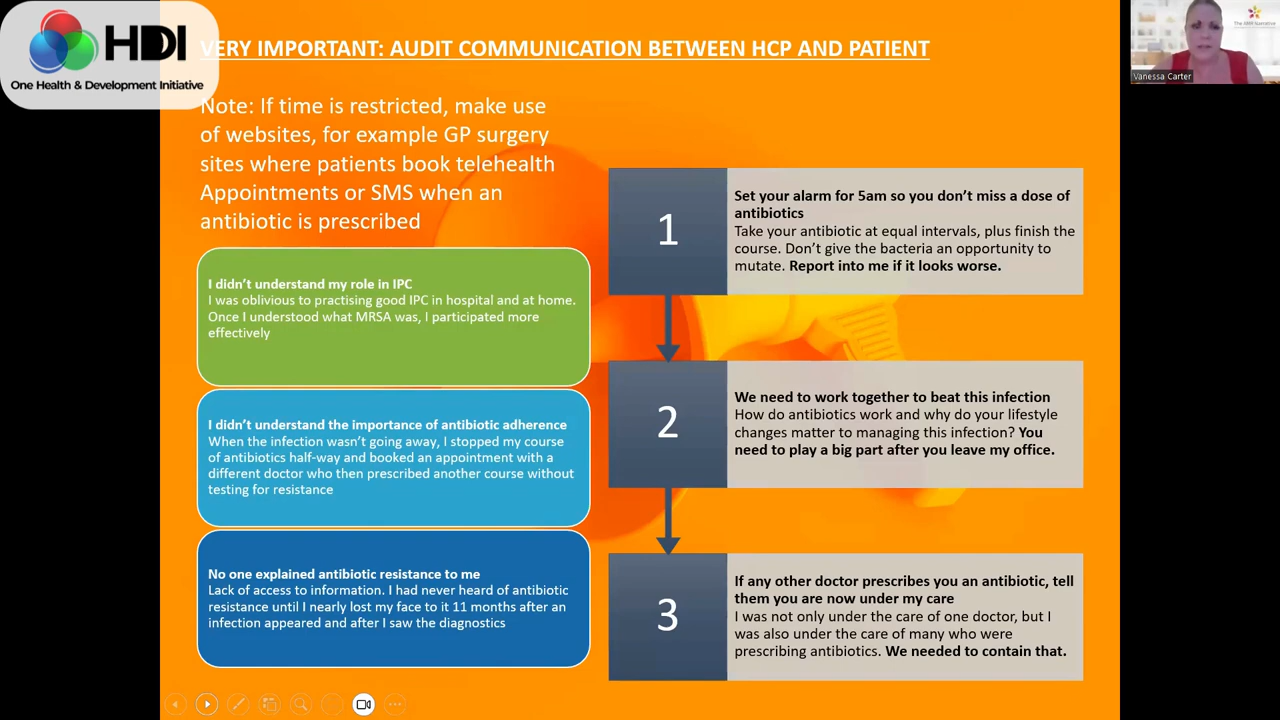 HDI
One Health & Development Initiative
VERY IMPORTANT: AUDIT COMMUNICATION BETWEEN HCP AND PATIENT
The AMR Narrative
Vanessa Carter
Note: If time is restricted, make use
of websites, for example GP surgery
sites where patients book telehealth
Appointments or SMS when an
antibiotic is prescribed
I didn't understand my role in IPC
I was oblivious to practising good IPC in hospital and at home.
Once I understood what MRSA was, I participated more
effectively
I didn't understand the importance of antibiotic adherence
When the infection wasn't going away, I stopped my course
of antibiotics half-way and booked an appointment with a
different doctor who then prescribed another course without
testing for resistance
No one explained antibiotic resistance to me
Lack of access to information. I had never heard of antibiotic
resistance until I nearly lost my face to it 11 months after an
infection appeared and after I saw the diagnostics
1
Set your alarm for 5am so you don't miss a dose of
antibiotics
Take your antibiotic at equal intervals, plus finish the
course. Don't give the bacteria an opportunity to
mutate. Report into me if it looks worse.
2
We need to work together to beat this infection
How do antibiotics work and why do your lifestyle
changes matter to managing this infection? You
need to play a big part after you leave my office.
3
If any other doctor prescribes you an antibiotic, tell
them you are now under my care
I was not only under the care of one doctor, but I
was also under the care of many who were
prescribing antibiotics. We needed to contain that.